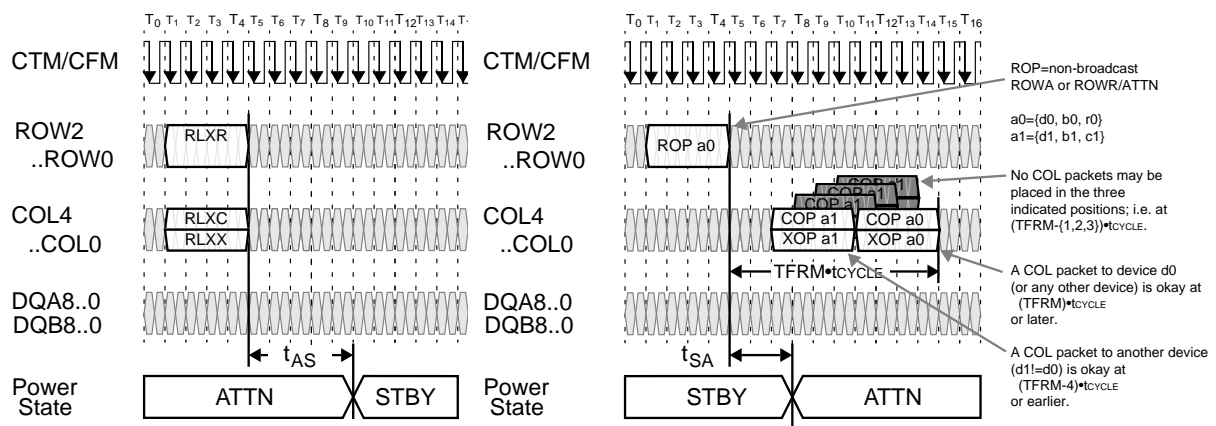 T0 T1 T2 T3 T4 T5 T6 T7 T8 T9 T10 T11 T12 T13 T14 T1
CTM/CFM
ROW2
..ROW0
RLXR
COL4
..COL0
RLXC
RLXX
DQA8..0
DQB8..0
tAS
Power
State
ATTN
STBY
T0 T1 T2 T3 T4 T5 T6 T7 T8 T9 T10 T11 T12 T13 T14 T15 T16
CTM/CFM
ROW2
..ROW0
ROP a0
COL4
..COL0
COP a1
COP a1
COP a1
COP a1
COP a0
XOP a1
XOP a0
TFRM•tCYCLE
DQA8..0
DQB8..0
tSA
Power
State
STBY
ATTN
ROP=non-broadcast
ROWA or ROWR/ATTN
a0={d0, b0, r0}
a1={d1, b1, c1}
No COL packets may be
placed in the three
indicated positions; i.e. at
(TFRM-{1,2,3})•tCYCLE.
A COL packet to device d0
(or any other device) is okay at
(TFRM)•tCYCLE
or later.
A COL packet to another device
(d1!=d0) is okay at
(TFRM-4)•tCYCLE
or earlier.